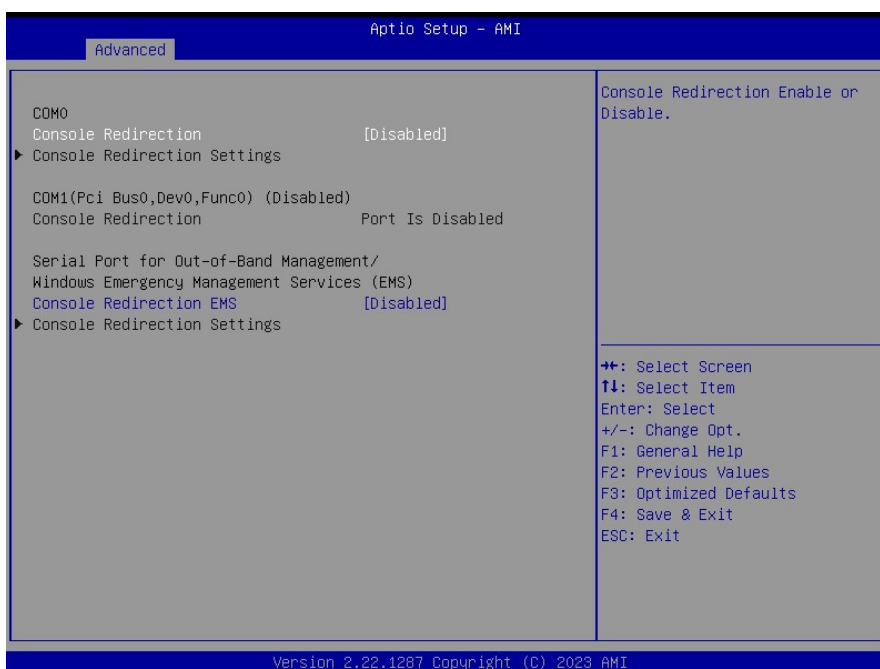 Aptio Setup - AMI
Advanced
COM0
Console Redirection [Disabled]
▶ Console Redirection Settings
COM1(Pci Bus0,Dev0,Func0) (Disabled)
Console Redirection Port Is Disabled
Serial Port for Out-of-Band Management/
Windows Emergency Management Services (EMS)
Console Redirection EMS [Disabled]
▶ Console Redirection Settings
Console Redirection Enable or
Disable.
→←: Select Screen
↑↓: Select Item
Enter: Select
+/-: Change Opt.
F1: General Help
F2: Previous Values
F3: Optimized Defaults
F4: Save & Exit
ESC: Exit
Version 2.22.1287 Copyright (C) 2023 AMI